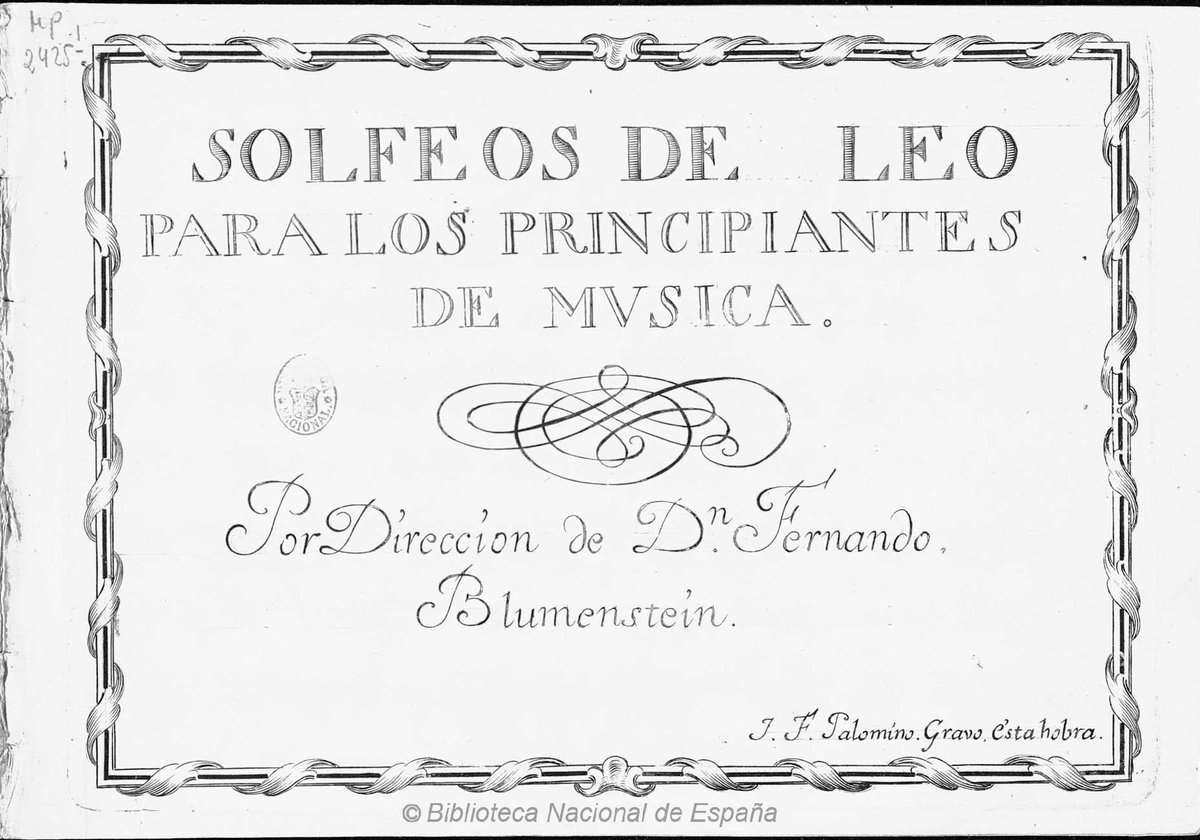 MP 1
2425-
SOLFEOS DE LEO
PARA LOS PRINCIPIANTES
DE MVSICA.
NACIONAL
Por Direccion de Dn. Fernando,
Blumenstein.
J. F. Palomino. Gravo, esta hobra.
© Biblioteca Nacional de España